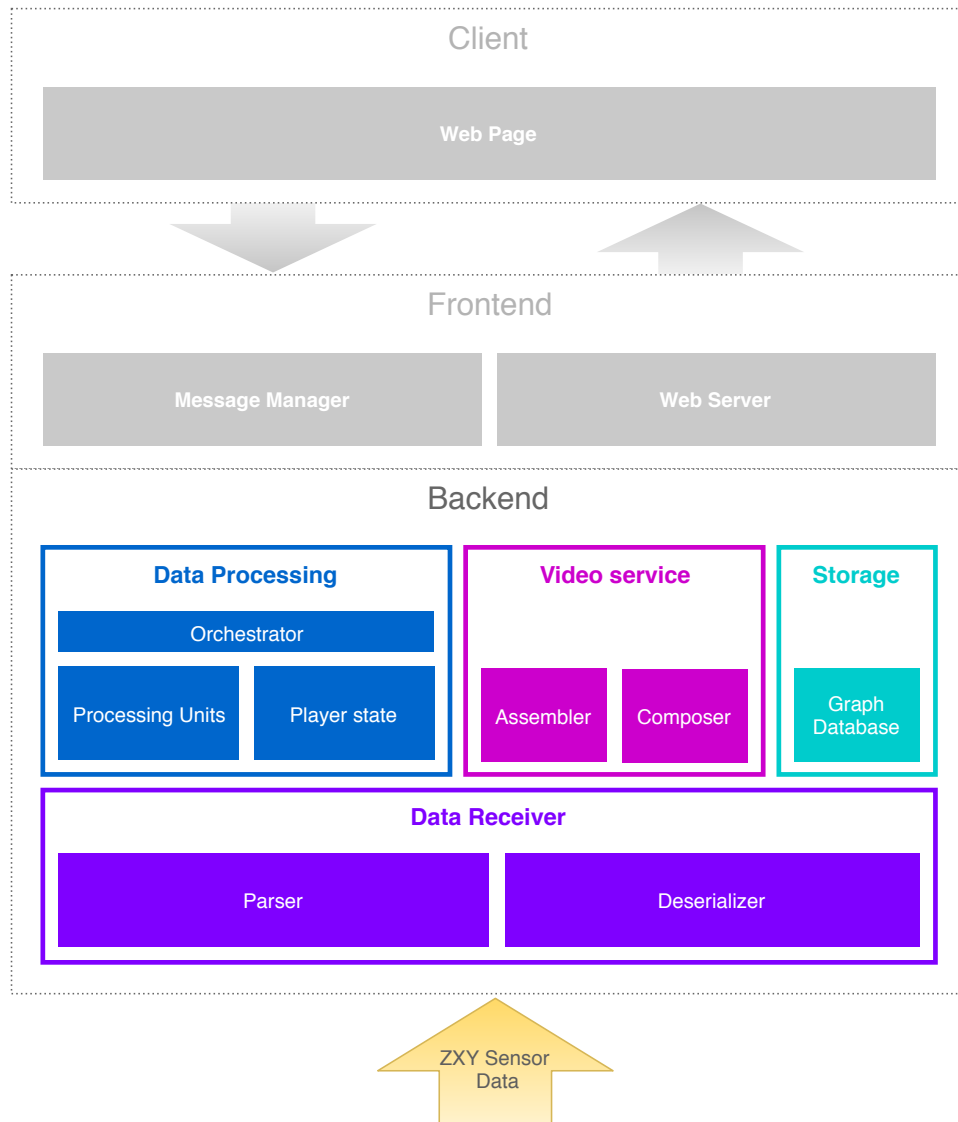 Client
Web Page
Frontend
Message Manager
Web Server
Backend
Data Processing
Orchestrator
Processing Units
Player state
Video service
Assembler
Composer
Storage
Graph
Database
Data Receiver
Parser
Deserializer
ZXY Sensor
Data